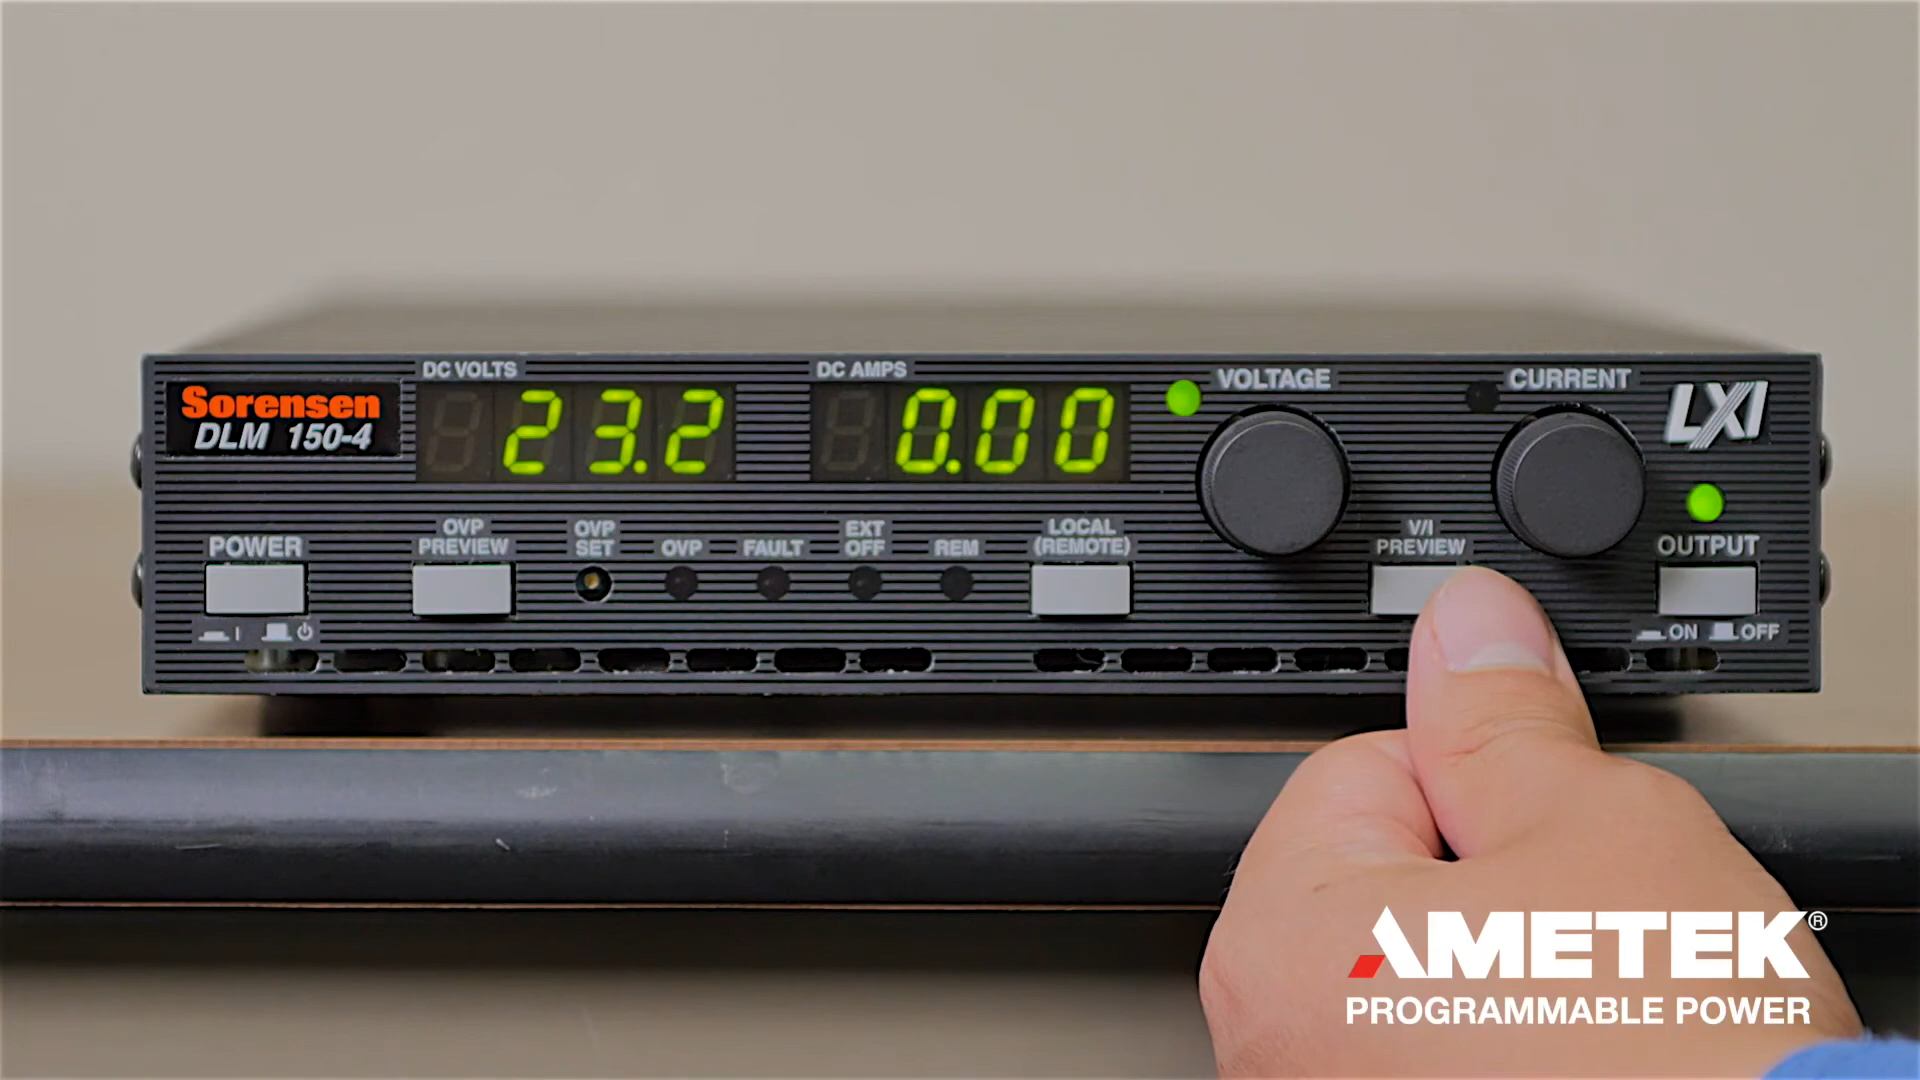 DC VOLTS
DC AMPS
VOLTAGE
CURRENT
Sorensen
DLM 150-4
23.2
0.00
LXI
POWER
OVP
PREVIEW
OVP
SET
OVP
FAULT
EXT
OFF
REM
LOCAL
(REMOTE)
V/I
PREVIEW
OUTPUT
I
ON
OFF
AMETEK®
PROGRAMMABLE POWER